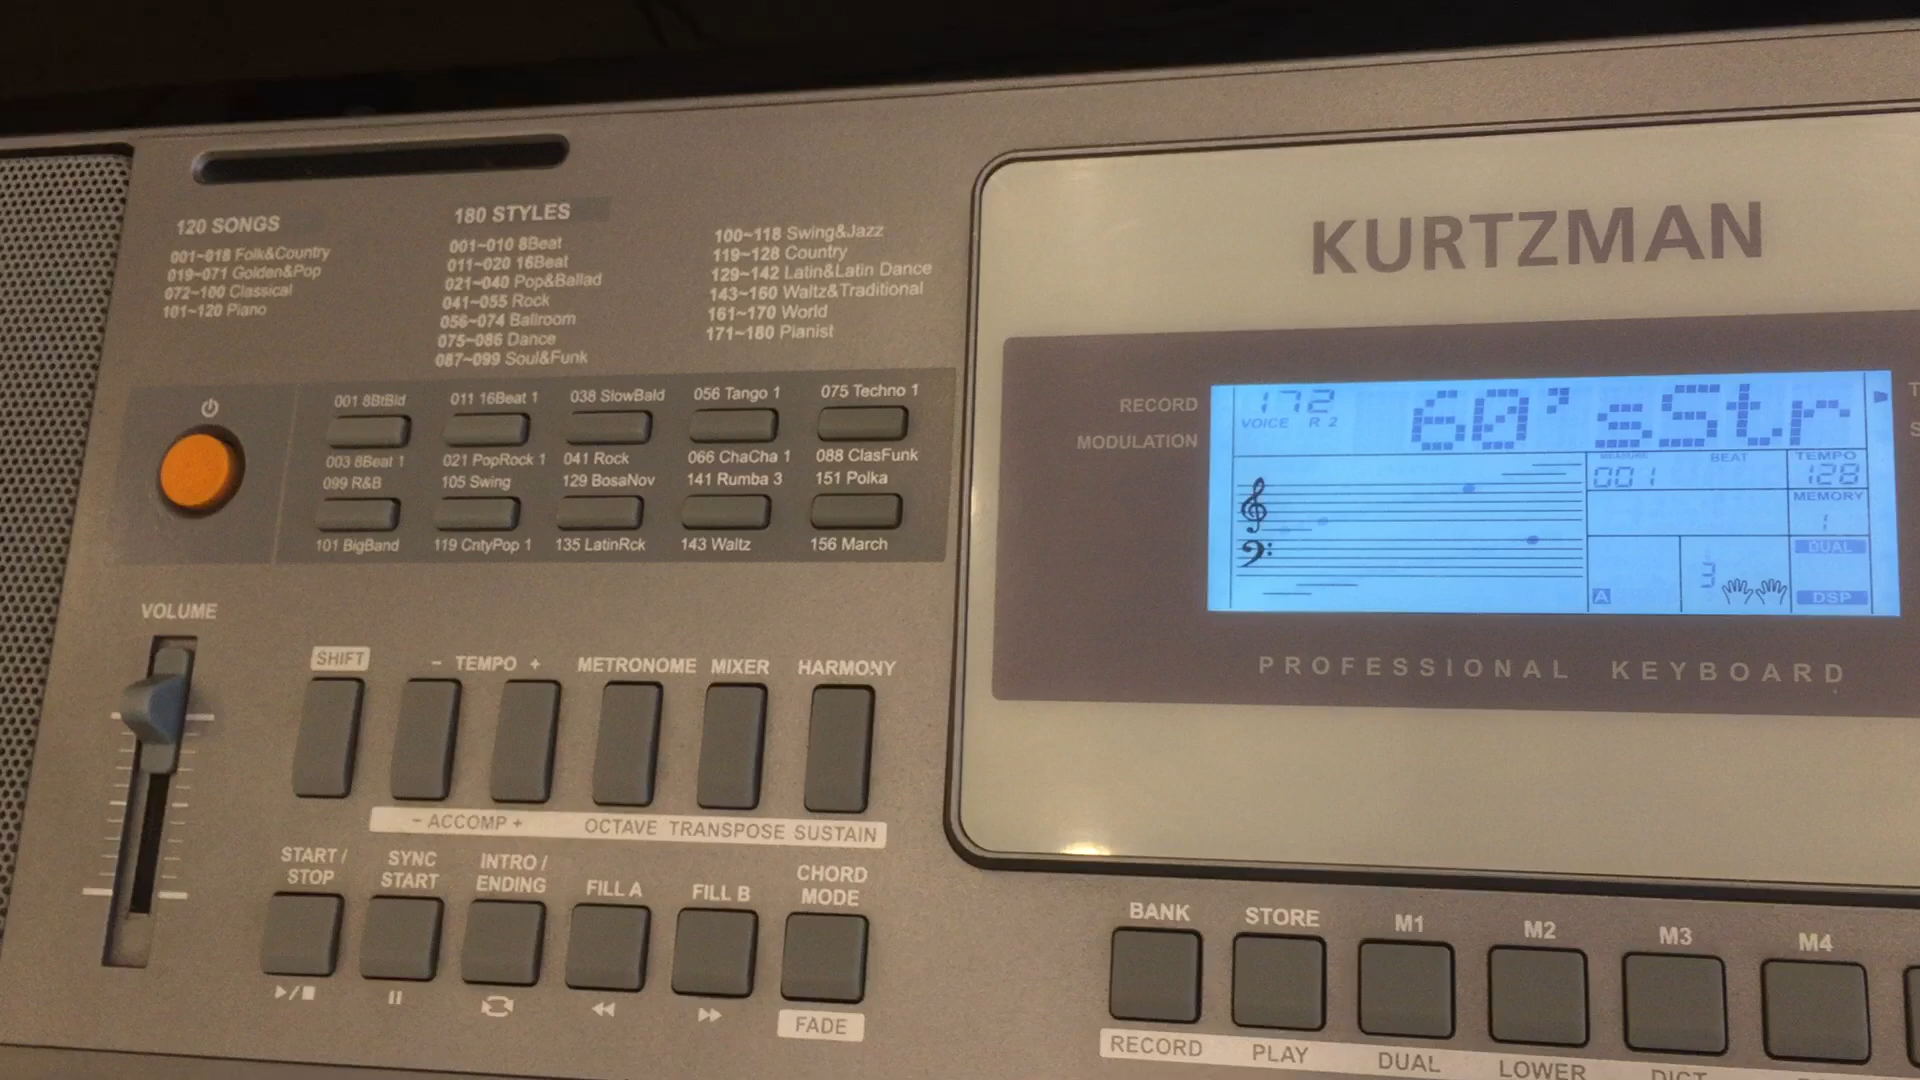 120 SONGS
001~018 Folk&Country
019~071 Golden&Pop
072~100 Classical
101~120 Piano
180 STYLES
001~010 8Beat
011~020 16Beat
021~040 Pop&Ballad
041~055 Rock
056~074 Ballroom
075~086 Dance
087~099 Soul&Funk
100~118 Swing&Jazz
119~128 Country
129~142 Latin&Latin Dance
143~160 Waltz&Traditional
161~170 World
171~180 Pianist
001 8BtBld 011 16Beat 1 038 SlowBald 056 Tango 1 075 Techno 1
003 8Beat 1 021 PopRock 1 041 Rock 066 ChaCha 1 088 ClasFunk
099 R&B 105 Swing 129 BosaNov 141 Rumba 3 151 Polka
101 BigBand 119 CntyPop 1 135 LatinRck 143 Waltz 156 March
VOLUME
SHIFT - TEMPO + METRONOME MIXER HARMONY
- ACCOMP + OCTAVE TRANSPOSE SUSTAIN
START / STOP
SYNC START
INTRO / ENDING
FILL A
FILL B
CHORD MODE
FADE
KURTZMAN
RECORD
MODULATION
172 60'sStr
VOICE R 2
MEASURE BEAT TEMPO
001 128
MEMORY
1
DUAL
A
DSP
PROFESSIONAL KEYBOARD
BANK STORE M1 M2 M3 M4
RECORD PLAY DUAL LOWER